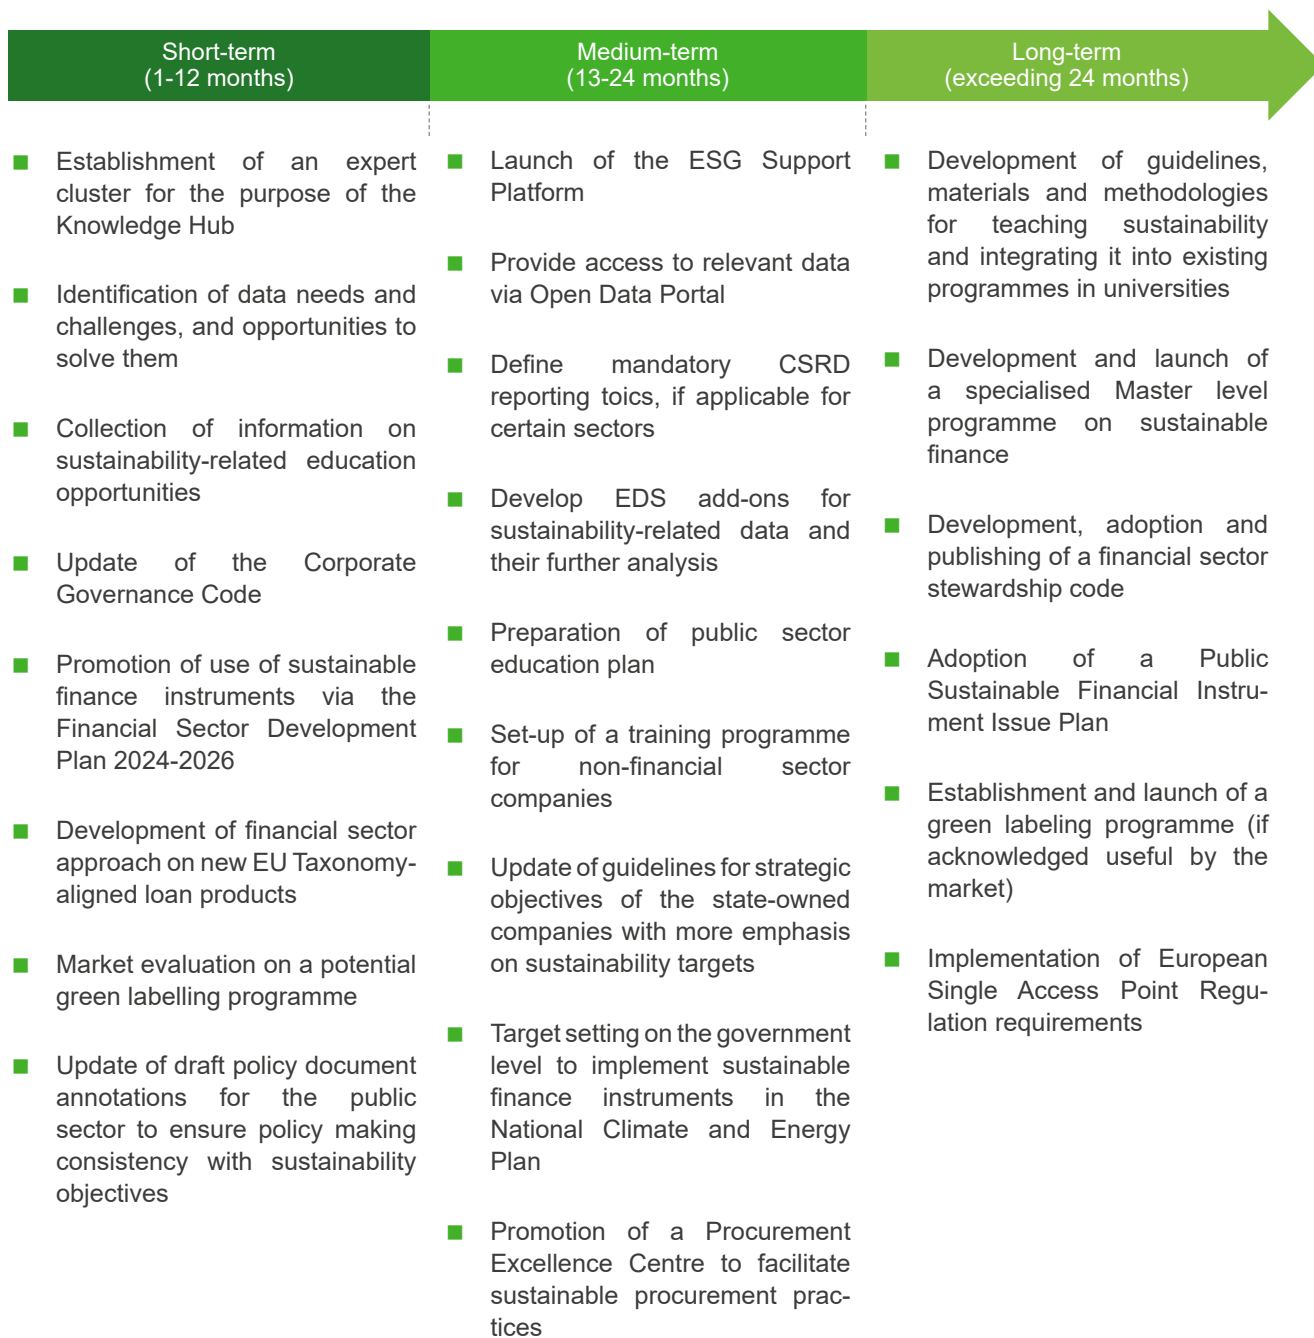 Short-term
(1-12 months)
Medium-term
(13-24 months)
Long-term
(exceeding 24 months)
Establishment of an expert
cluster for the purpose of the
Knowledge Hub
Identification of data needs and
challenges, and opportunities to
solve them
Collection of information on
sustainability-related education
opportunities
Update of the Corporate
Governance Code
Promotion of use of sustainable
finance instruments via the
Financial Sector Development
Plan 2024-2026
Development of financial sector
approach on new EU Taxonomy-
aligned loan products
Market evaluation on a potential
green labelling programme
Update of draft policy document
annotations for the public
sector to ensure policy making
consistency with sustainability
objectives
Launch of the ESG Support
Platform
Provide access to relevant data
via Open Data Portal
Define mandatory CSRD
reporting toics, if applicable for
certain sectors
Develop EDS add-ons for
sustainability-related data and
their further analysis
Preparation of public sector
education plan
Set-up of a training programme
for non-financial sector
companies
Update of guidelines for strategic
objectives of the state-owned
companies with more emphasis
on sustainability targets
Target setting on the government
level to implement sustainable
finance instruments in the
National Climate and Energy
Plan
Promotion of a Procurement
Excellence Centre to facilitate
sustainable procurement prac-
tices
Development of guidelines,
materials and methodologies
for teaching sustainability
and integrating it into existing
programmes in universities
Development and launch of
a specialised Master level
programme on sustainable
finance
Development, adoption and
publishing of a financial sector
stewardship code
Adoption of a Public
Sustainable Financial Instru-
ment Issue Plan
Establishment and launch of a
green labeling programme (if
acknowledged useful by the
market)
Implementation of European
Single Access Point Regu-
lation requirements